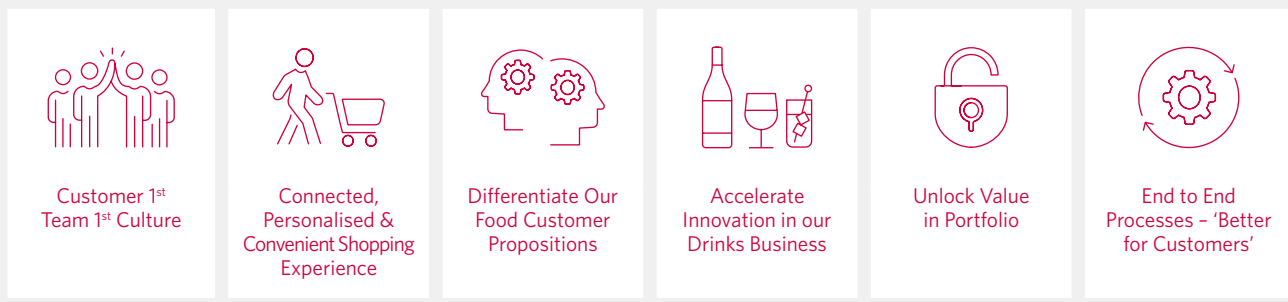 Customer 1st
Team 1st Culture
Connected,
Personalised &
Convenient Shopping
Experience
Differentiate Our
Food Customer
Propositions
Accelerate
Innovation in our
Drinks Business
Unlock Value
in Portfolio
End to End
Processes – ‘Better
for Customers’